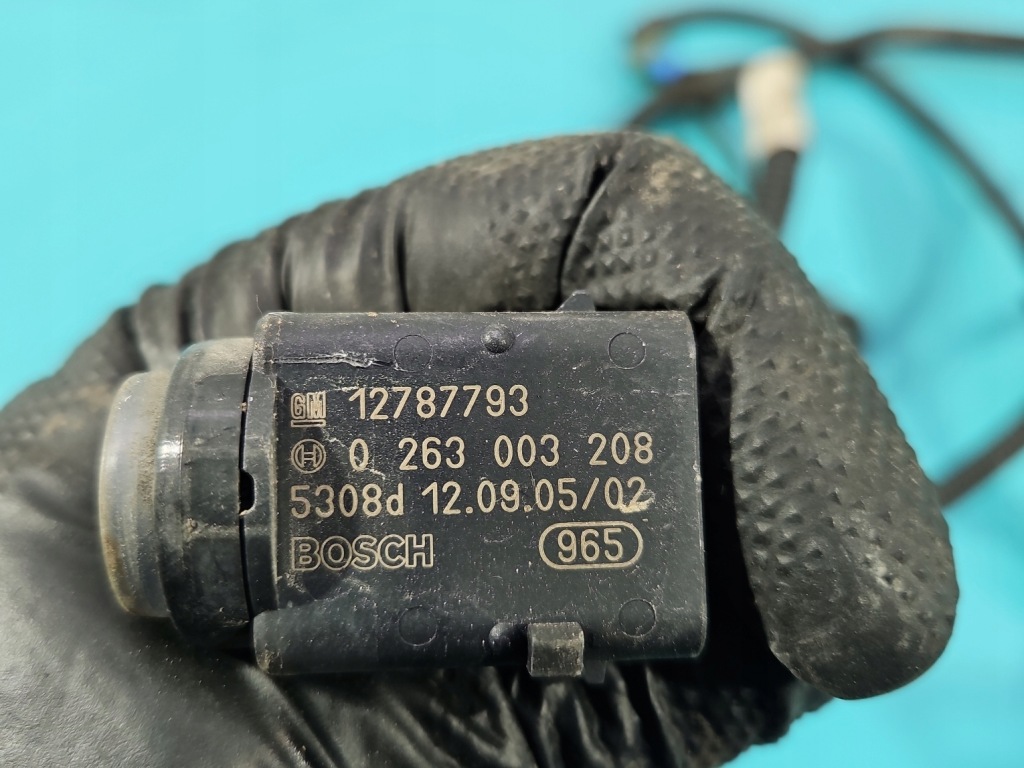 GM 12787793
0 263 003 208
5308d 12.09.05/02
BOSCH 965